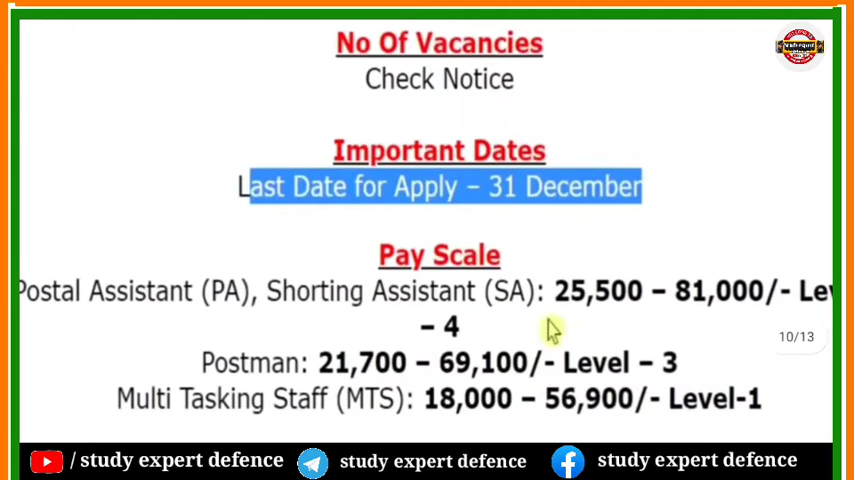 No Of Vacancies
Check Notice
Important Dates
Last Date for Apply – 31 December
Pay Scale
Postal Assistant (PA), Shorting Assistant (SA): 25,500 – 81,000/- Lev
– 4
10/13
Postman: 21,700 – 69,100/- Level – 3
Multi Tasking Staff (MTS): 18,000 – 56,900/- Level-1
/ study expert defence study expert defence study expert defence